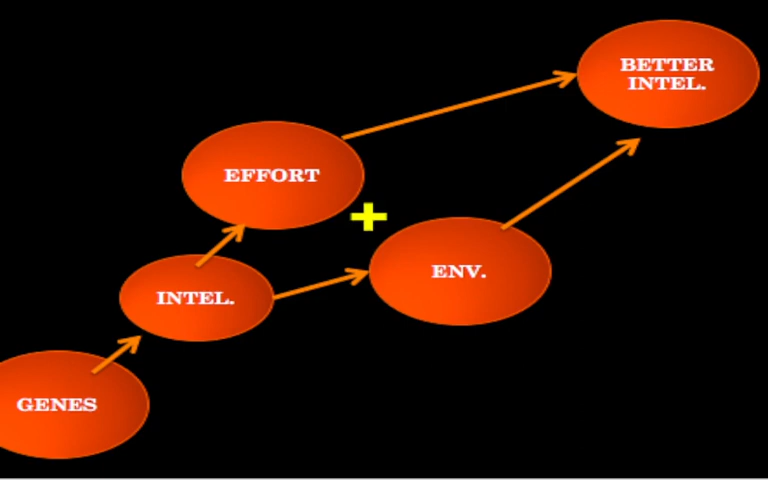 BETTER
INTEL.
EFFORT
+
ENV.
INTEL.
GENES